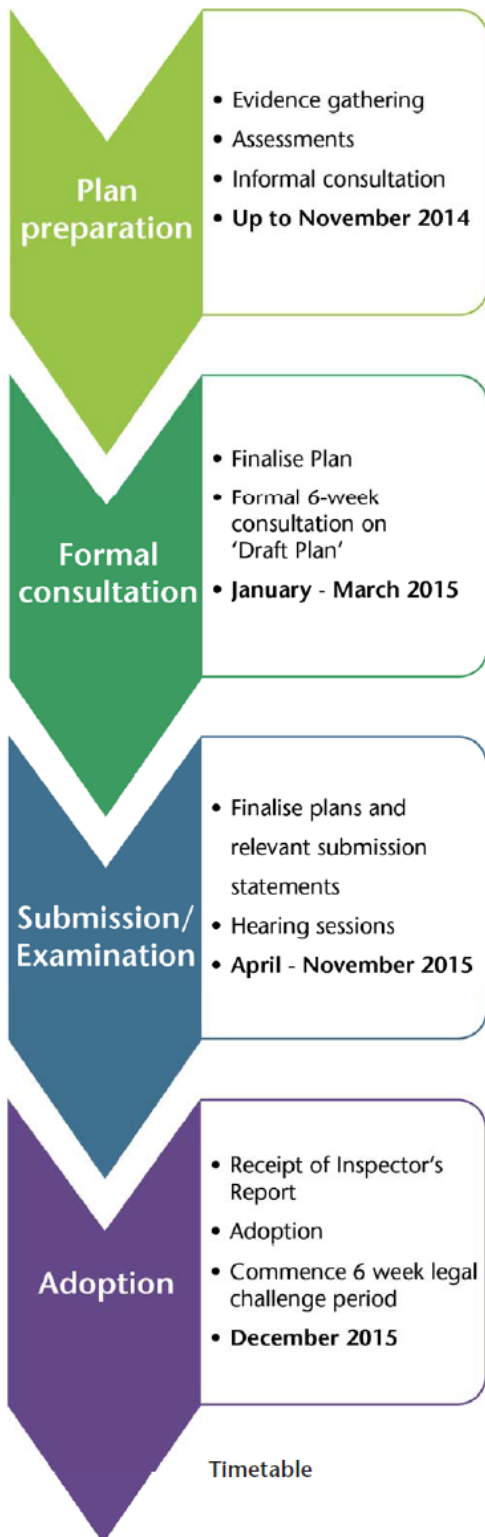 Plan
preparation
• Evidence gathering
• Assessments
• Informal consultation
• Up to November 2014
Formal
consultation
• Finalise Plan
• Formal 6-week
consultation on
‘Draft Plan’
• January - March 2015
Submission/
Examination
• Finalise plans and
relevant submission
statements
• Hearing sessions
• April - November 2015
Adoption
• Receipt of Inspector’s
Report
• Adoption
• Commence 6 week legal
challenge period
• December 2015
Timetable